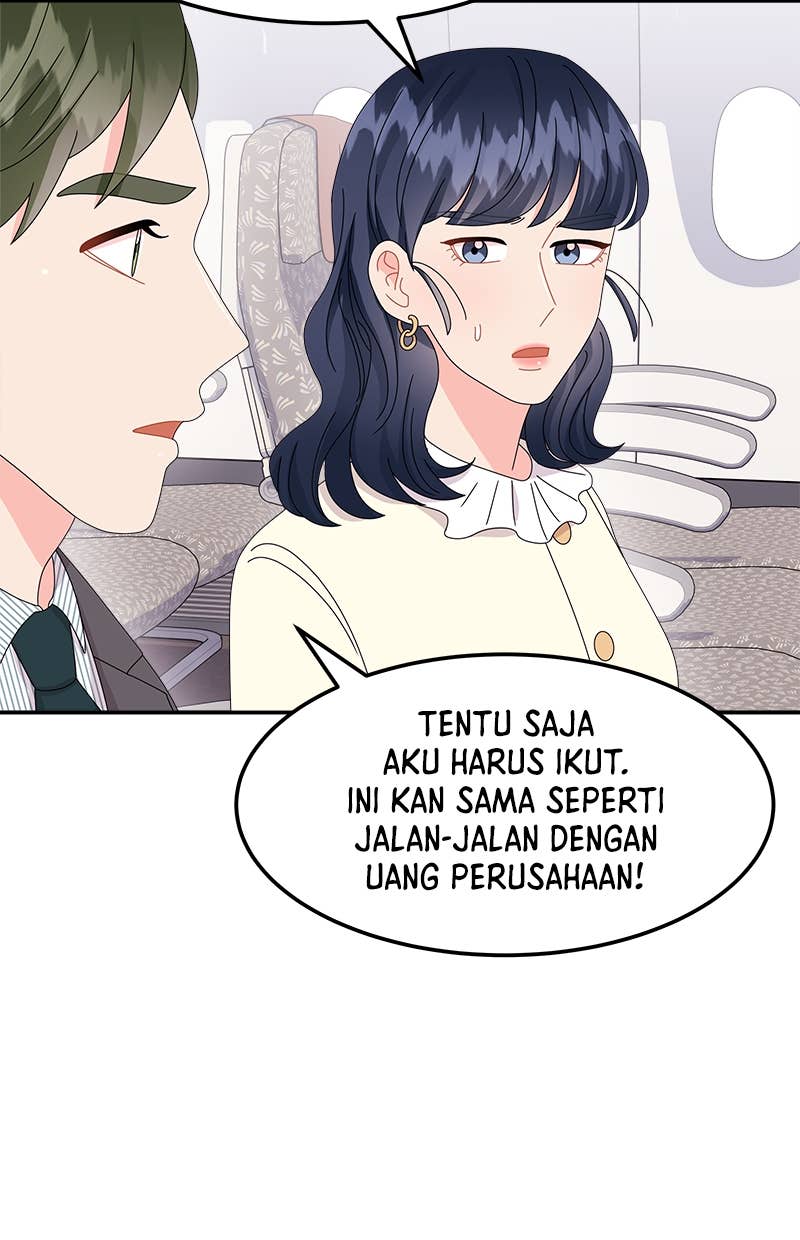 TENTU SAJA
AKU HARUS IKUT.
INI KAN SAMA SEPERTI
JALAN-JALAN DENGAN
UANG PERUSAHAAN!